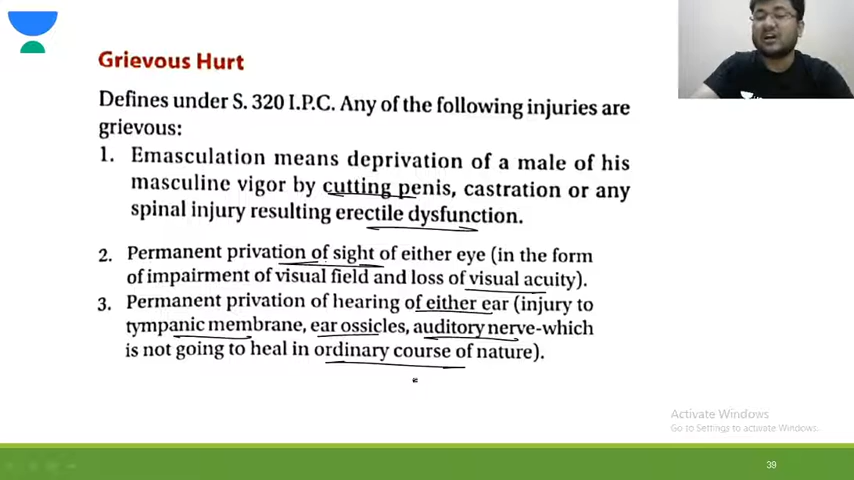 Grievous Hurt
Defines under S. 320 I.P.C. Any of the following injuries are
grievous:
1. Emasculation means deprivation of a male of his
masculine vigor by cutting penis, castration or any
spinal injury resulting erectile dysfunction.
2. Permanent privation of sight of either eye (in the form
of impairment of visual field and loss of visual acuity).
3. Permanent privation of hearing of either ear (injury to
tympanic membrane, ear ossicles, auditory nerve-which
is not going to heal in ordinary course of nature).
Activate Windows
Go to Settings to activate Windows.
39